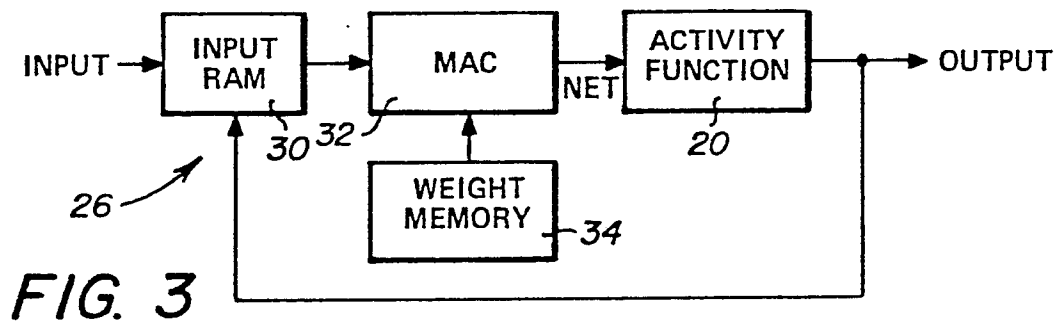 INPUT
INPUT
RAM
30
MAC
32
NET
ACTIVITY
FUNCTION
20
OUTPUT
WEIGHT
MEMORY
34
26
FIG. 3